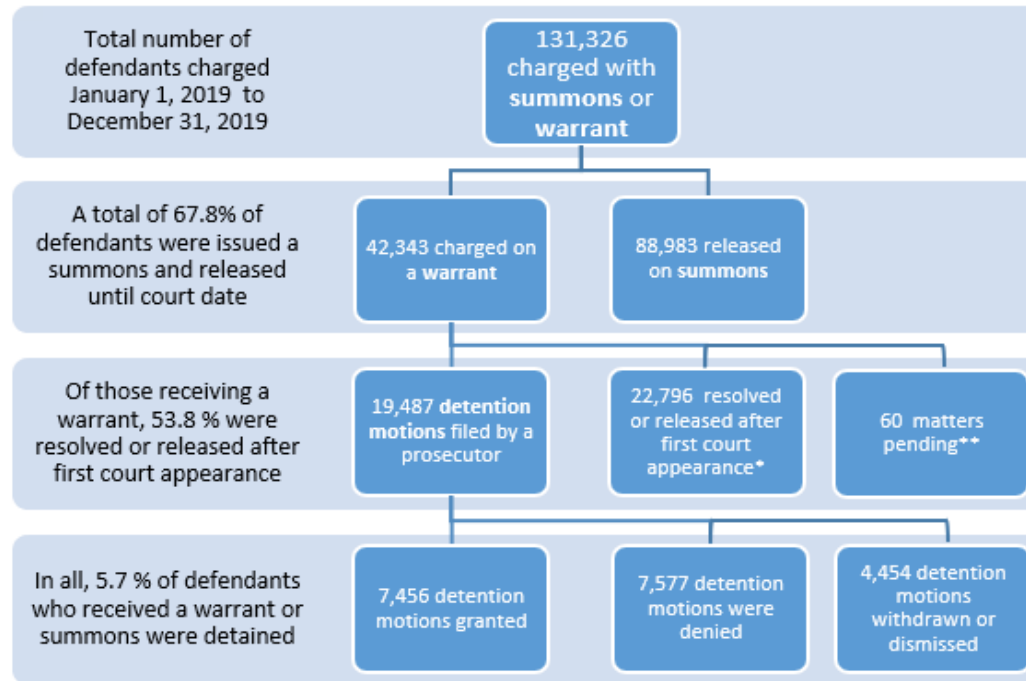 Total number of
defendants charged
January 1, 2019 to
December 31, 2019
131,326
charged with
summons or
warrant
A total of 67.8% of
defendants were issued a
summons and released
until court date
42,343 charged on
a warrant
88,983 released
on summons
Of those receiving a
warrant, 53.8 % were
resolved or released after
first court appearance
19,487 detention
motions filed by a
prosecutor
22,796 resolved
or released after
first court
appearance*
60 matters
pending**
In all, 5.7 % of defendants
who received a warrant or
summons were detained
7,456 detention
motions granted
7,577 detention
motions were
denied
4,454 detention
motions
withdrawn or
dismissed